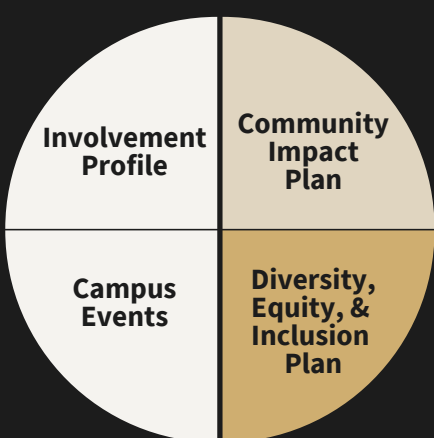 Involvement
Profile
Community
Impact
Plan
Campus
Events
Diversity,
Equity, &
Inclusion
Plan